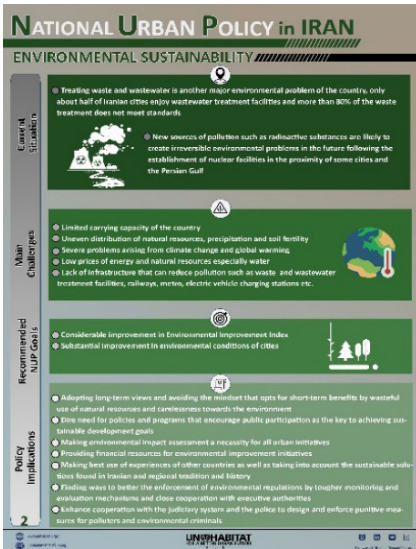 NATIONAL URBAN POLICY in IRAN
ENVIRONMENTAL SUSTAINABILITY
Current
Situation
Treating waste and wastewater is another major environmental problem of the country, only
about half of Iranian cities enjoy wastewater treatment facilities and more than 80% of the waste
treatment does not meet standards
New sources of pollution such as radioactive substances are likely to
create irreversible environmental problems in the future following the
establishment of nuclear facilities in the proximity of some cities and
the Persian Gulf
Main
Challenges
Limited carrying capacity of the country
Uneven distribution of natural resources, precipitation and soil fertility
Severe problems arising from climate change and global warming
Low prices of energy and natural resources especially water
Lack of infrastructure that can reduce pollution such as waste and wastewater
treatment facilities, railways, metro, electric vehicle charging stations etc.
Recommended
NUP Goals
Considerable improvement in Environmental Improvement Index
Substantial improvement in environmental conditions of cities
Policy
Implications
Adopting long-term views and avoiding the mindset that opts for short-term benefits by wasteful
use of natural resources and carelessness towards the environment
Dire need for policies and programs that encourage public participation as the key to achieving sus-
tainable development goals
Making environmental impact assessment a necessity for all urban initiatives
Providing financial resources for environmental improvement initiatives
Making best use of experiences of other countries as well as taking into account the sustainable solu-
tions found in Iranian and regional tradition and history
Finding ways to better the enforcement of environmental regulations by tougher monitoring and
evaluation mechanisms and close cooperation with executive authorities
Enhance cooperation with the judiciary system and the police to design and enforce punitive mea-
sures for polluters and environmental criminals
2
UN HABITAT
FOR A BETTER URBAN FUTURE